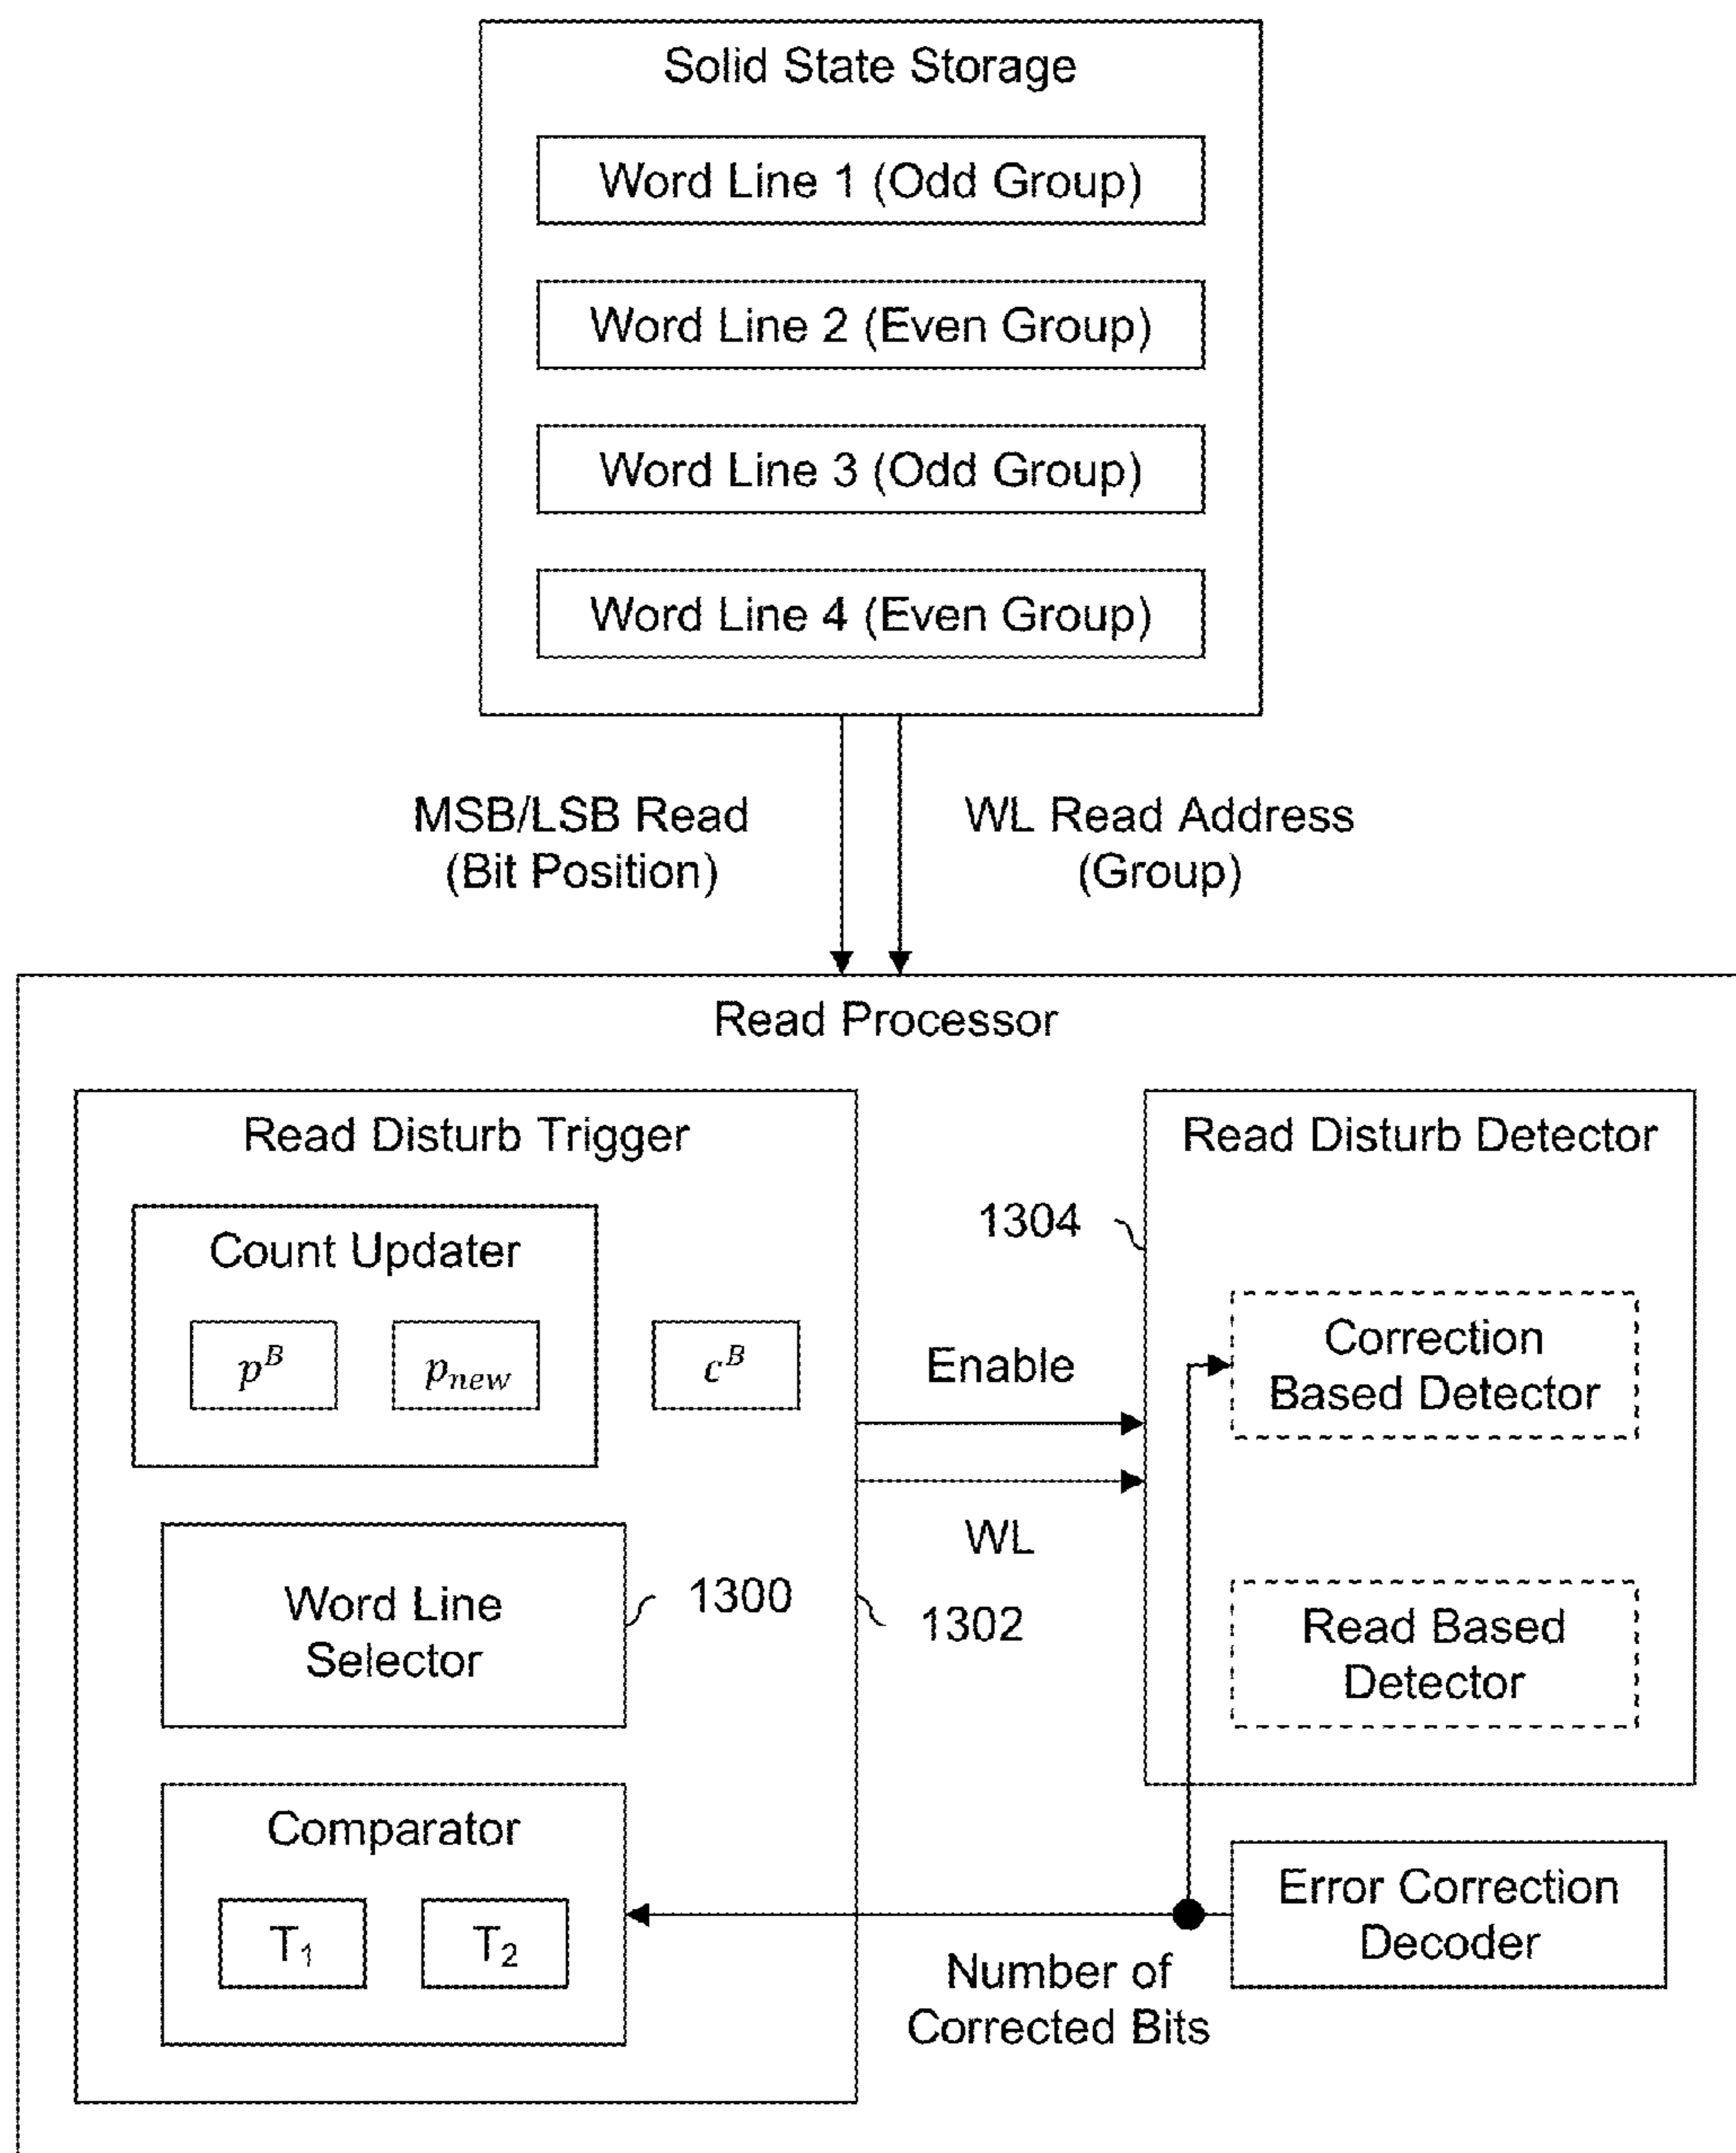 Solid State Storage
Word Line 1 (Odd Group)
Word Line 2 (Even Group)
Word Line 3 (Odd Group)
Word Line 4 (Even Group)
MSB/LSB Read
(Bit Position)
WL Read Address
(Group)
Read Processor
Read Disturb Trigger
Count Updater
p^B
p_new
c^B
Word Line
Selector
1300
1302
Comparator
T₁
T₂
Enable
WL
Read Disturb Detector
1304
Correction
Based Detector
Read Based
Detector
Error Correction
Decoder
Number of
Corrected Bits